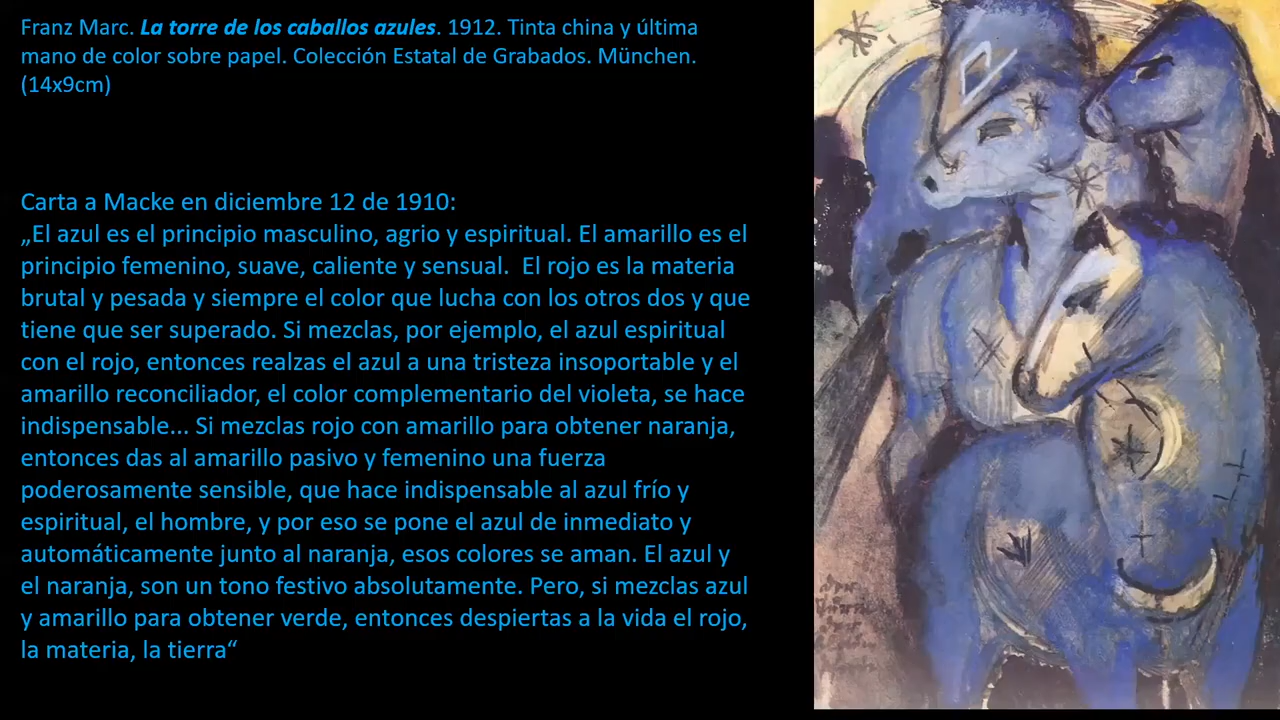 Franz Marc. La torre de los caballos azules. 1912. Tinta china y última
mano de color sobre papel. Colección Estatal de Grabados. München.
(14x9cm)
Carta a Macke en diciembre 12 de 1910:
„El azul es el principio masculino, agrio y espiritual. El amarillo es el
principio femenino, suave, caliente y sensual.  El rojo es la materia
brutal y pesada y siempre el color que lucha con los otros dos y que
tiene que ser superado. Si mezclas, por ejemplo, el azul espiritual
con el rojo, entonces realzas el azul a una tristeza insoportable y el
amarillo reconciliador, el color complementario del violeta, se hace
indispensable... Si mezclas rojo con amarillo para obtener naranja,
entonces das al amarillo pasivo y femenino una fuerza
poderosamente sensible, que hace indispensable al azul frío y
espiritual, el hombre, y por eso se pone el azul de inmediato y
automáticamente junto al naranja, esos colores se aman. El azul y
el naranja, son un tono festivo absolutamente. Pero, si mezclas azul
y amarillo para obtener verde, entonces despiertas a la vida el rojo,
la materia, la tierra“